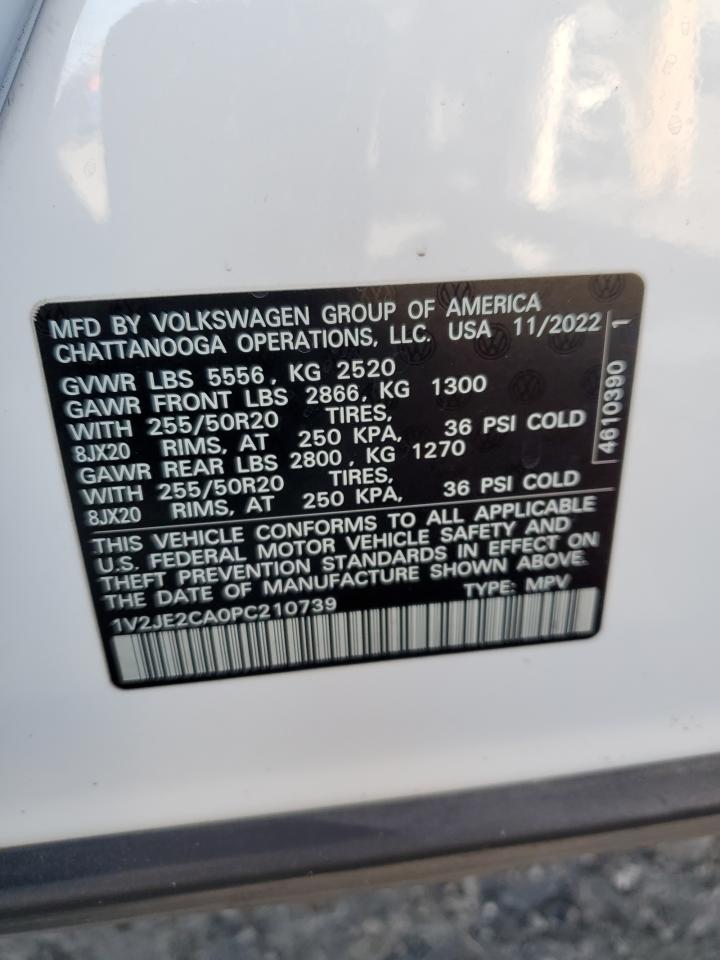 MFD BY VOLKSWAGEN GROUP OF AMERICA
CHATTANOOGA OPERATIONS, LLC. USA 11/2022
GVWR LBS 5556, KG 2520
GAWR FRONT LBS 2866, KG 1300
WITH 255/50R20 TIRES,
8JX20 RIMS, AT 250 KPA, 36 PSI COLD
GAWR REAR LBS 2800, KG 1270
WITH 255/50R20 TIRES,
8JX20 RIMS, AT 250 KPA, 36 PSI COLD
THIS VEHICLE CONFORMS TO ALL APPLICABLE
U.S. FEDERAL MOTOR VEHICLE SAFETY AND
THEFT PREVENTION STANDARDS IN EFFECT ON
THE DATE OF MANUFACTURE SHOWN ABOVE.
1V2JE2CA0PC210739 TYPE: MPV
4610390 1